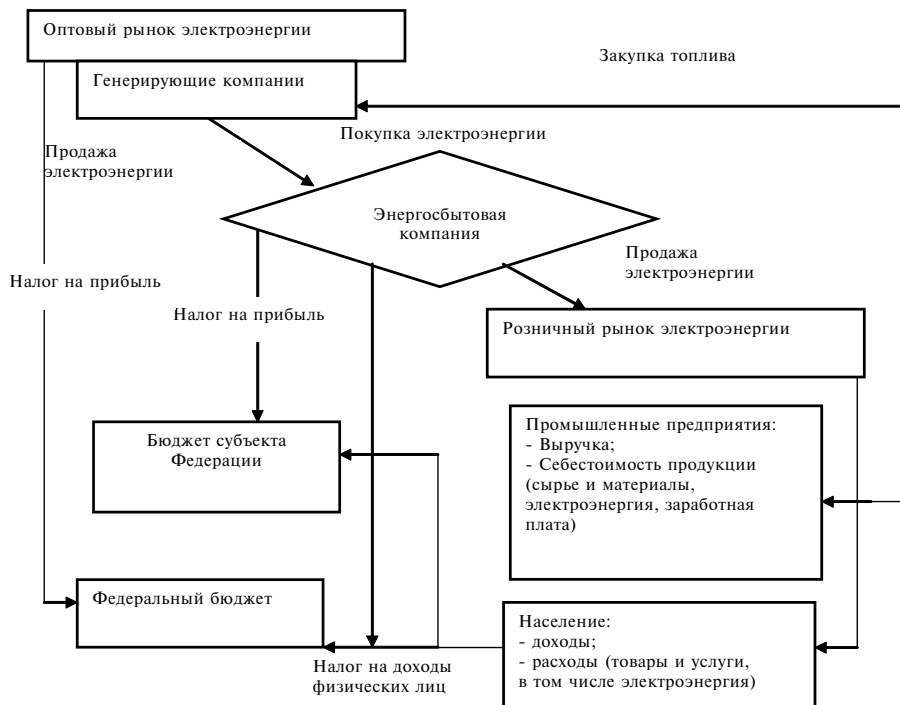 Оптовый рынок электроэнергии
Закупка топлива
Генерирующие компании
Покупка электроэнергии
Продажа
электроэнергии
Энергосбытовая
компания
Продажа
электроэнергии
Налог на прибыль
Налог на прибыль
Розничный рынок электроэнергии
Бюджет субъекта
Федерации
Промышленные предприятия:
- Выручка;
- Себестоимость продукции
(сырье и материалы,
электроэнергия, заработная
плата)
Федеральный бюджет
Население:
- доходы;
- расходы (товары и услуги,
в том числе электроэнергия)
Налог на доходы
физических лиц